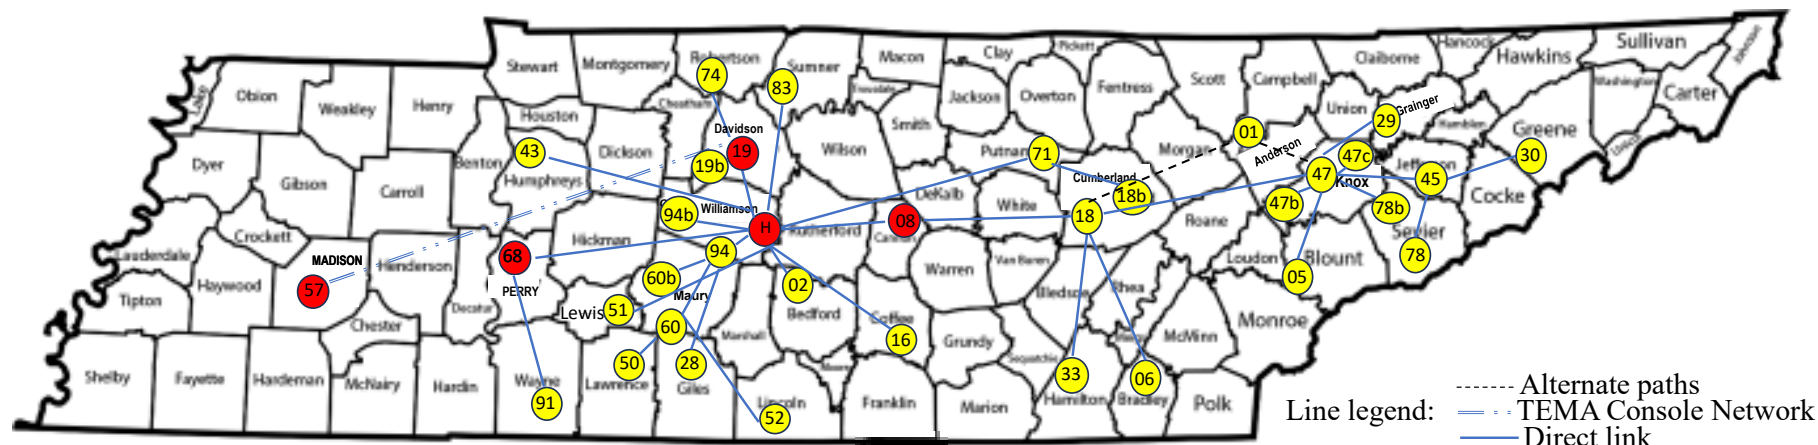 Stewart
Montgomery
Robertson
74
Sumner
83
Macon
Trousdale
Clay
Pickett
Jackson
Overton
Fentress
Scott
Campbell
Claiborne
Hancock
Hawkins
Sullivan
Johnson
Carter
Washington
Lake
Obion
Weakley
Henry
Houston
Cheatham
Davidson
19
19b
Smith
Union
Grainger
29
Hamblen
Greene
30
Dyer
Gibson
Carroll
Benton
43
Humphreys
Dickson
Wilson
Putnam
71
Morgan
01
Anderson
47c
47
Knox
Jefferson
45
Cocke
Cumberland
18b
18
DeKalb
White
Roane
47b
78b
Sevier
78
Lauderdale
Crockett
MADISON
57
Henderson
68
PERRY
Hickman
94b
Williamson
H
Rutherford
08
Cannon
94
60b
Maury
Warren
Van Buren
Bledsoe
Rhea
Loudon
05
Blount
Tipton
Haywood
Chester
Decatur
Lewis
51
60
02
Bedford
Coffee
16
Marshall
Grundy
Sequatchie
McMinn
Monroe
Shelby
Fayette
Hardeman
McNairy
Hardin
Wayne
91
50
Lawrence
28
Giles
52
Lincoln
Franklin
Marion
33
Hamilton
06
Bradley
Polk
Line legend:
Alternate paths
TEMA Console Network
Direct link